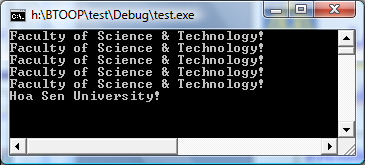 h:\BTOOP\test\Debug\test.exe
Faculty of Science & Technology!
Faculty of Science & Technology!
Faculty of Science & Technology!
Faculty of Science & Technology!
Faculty of Science & Technology!
Hoa Sen University!